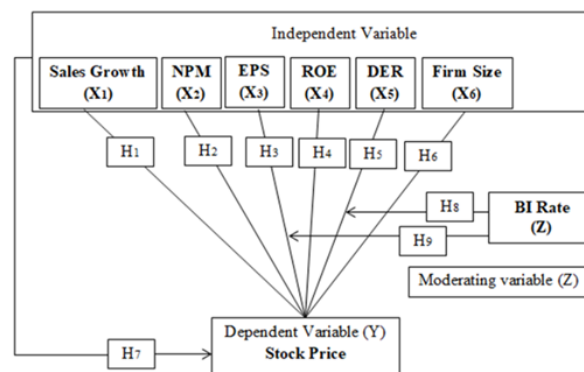 Independent Variable
Sales Growth
(X1)
NPM
(X2)
EPS
(X3)
ROE
(X4)
DER
(X5)
Firm Size
(X6)
H1
H2
H3
H4
H5
H6
H8
H9
BI Rate
(Z)
Moderating variable (Z)
Dependent Variable (Y)
Stock Price
H7